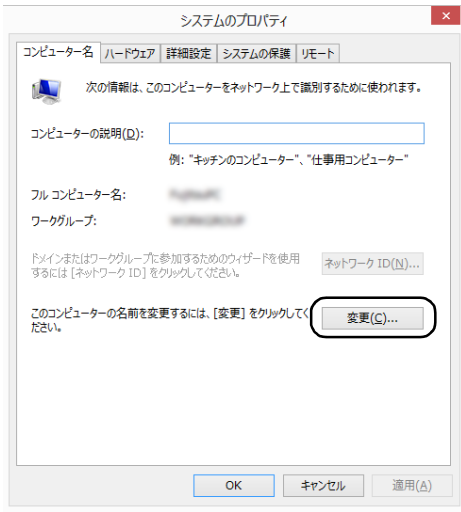 システムのプロパティ
コンピューター名 ハードウェア 詳細設定 システムの保護 リモート
次の情報は、このコンピューターをネットワーク上で識別するために使われます。
コンピューターの説明(D):
例: "キッチンのコンピューター"、"仕事用コンピューター"
フル コンピューター名:
ワークグループ:
ドメインまたはワークグループに参加するためのウィザードを使用
するには [ネットワーク ID] をクリックしてください。
ネットワーク ID(N)...
このコンピューターの名前を変更するには、[変更] をクリックしてく
ださい。
変更(C)...
OK キャンセル 適用(A)